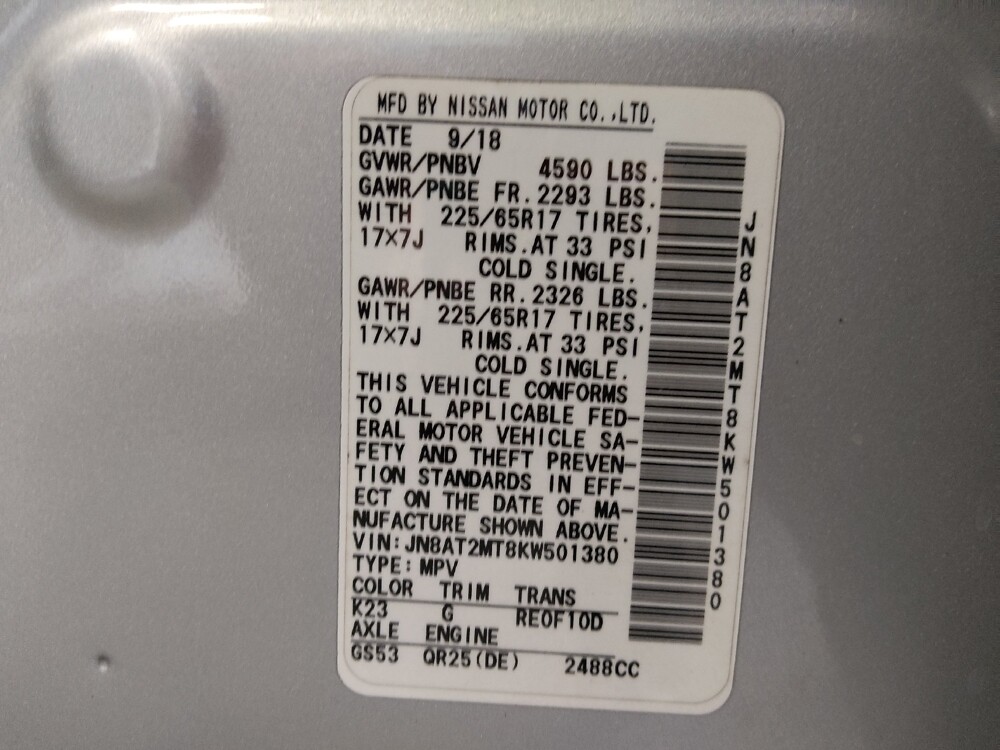 MFD BY NISSAN MOTOR CO.,LTD.
DATE 9/18
GVWR/PNBV 4590 LBS.
GAWR/PNBE FR.2293 LBS.
WITH 225/65R17 TIRES,
17×7J RIMS.AT 33 PSI
COLD SINGLE.
GAWR/PNBE RR.2326 LBS.
WITH 225/65R17 TIRES,
17×7J RIMS.AT 33 PSI
COLD SINGLE.
THIS VEHICLE CONFORMS
TO ALL APPLICABLE FED-
ERAL MOTOR VEHICLE SA-
FETY AND THEFT PREVEN-
TION STANDARDS IN EFF-
ECT ON THE DATE OF MA-
NUFACTURE SHOWN ABOVE.
VIN:JN8AT2MT8KW501380
TYPE:MPV
COLOR TRIM TRANS
K23 G RE0F10D
AXLE ENGINE
GS53 QR25(DE) 2488CC
JN8AT2MT8KW501380